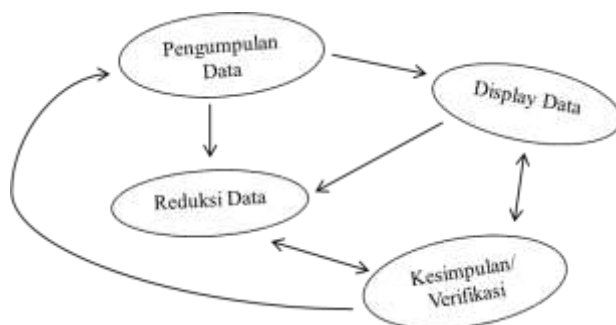 Pengumpulan
Data
Display Data
Reduksi Data
Kesimpulan/
Verifikasi